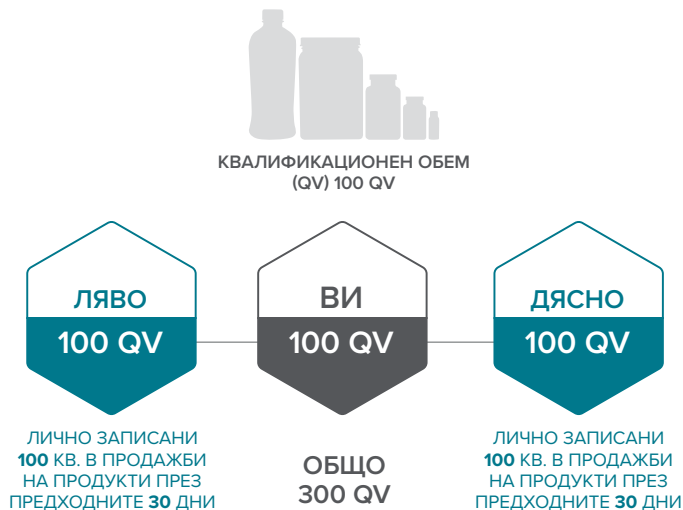 КВАЛИФИКАЦИОНЕН ОБЕМ
(QV) 100 QV
ЛЯВО
100 QV
ЛИЧНО ЗАПИСАНИ
100 КВ. В ПРОДАЖБИ
НА ПРОДУКТИ ПРЕЗ
ПРЕДХОДНИТЕ 30 ДНИ
ВИ
100 QV
ОБЩО
300 QV
ДЯСНО
100 QV
ЛИЧНО ЗАПИСАНИ
100 КВ. В ПРОДАЖБИ
НА ПРОДУКТИ ПРЕЗ
ПРЕДХОДНИТЕ 30 ДНИ